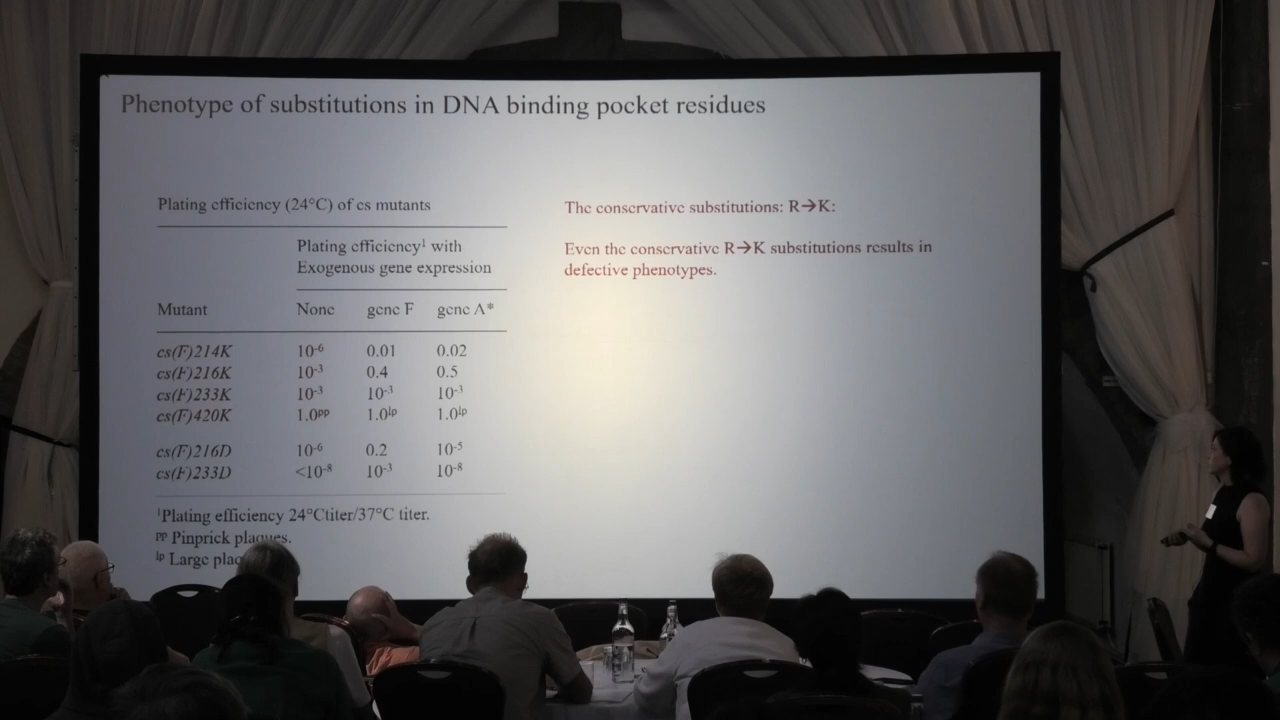 Phenotype of substitutions in DNA binding pocket residues
Plating efficiency (24°C) of cs mutants
Plating efficiency¹ with
Exogenous gene expression
Mutant None gene F gene A*
cs(F)214K 10⁻⁶ 0.01 0.02
cs(F)216K 10⁻³ 0.4 0.5
cs(F)233K 10⁻³ 10⁻³ 10⁻³
cs(F)420K 1.0ᵖᵖ 1.0ˡᵖ 1.0ˡᵖ
cs(F)216D 10⁻⁶ 0.2 10⁻⁵
cs(F)233D <10⁻⁸ 10⁻³ 10⁻⁸
¹Plating efficiency 24°Ctiter/37°C titer.
ᵖᵖ Pinprick plaques.
ˡᵖ Large
The conservative substitutions: R→K:
Even the conservative R→K substitutions results in
defective phenotypes.